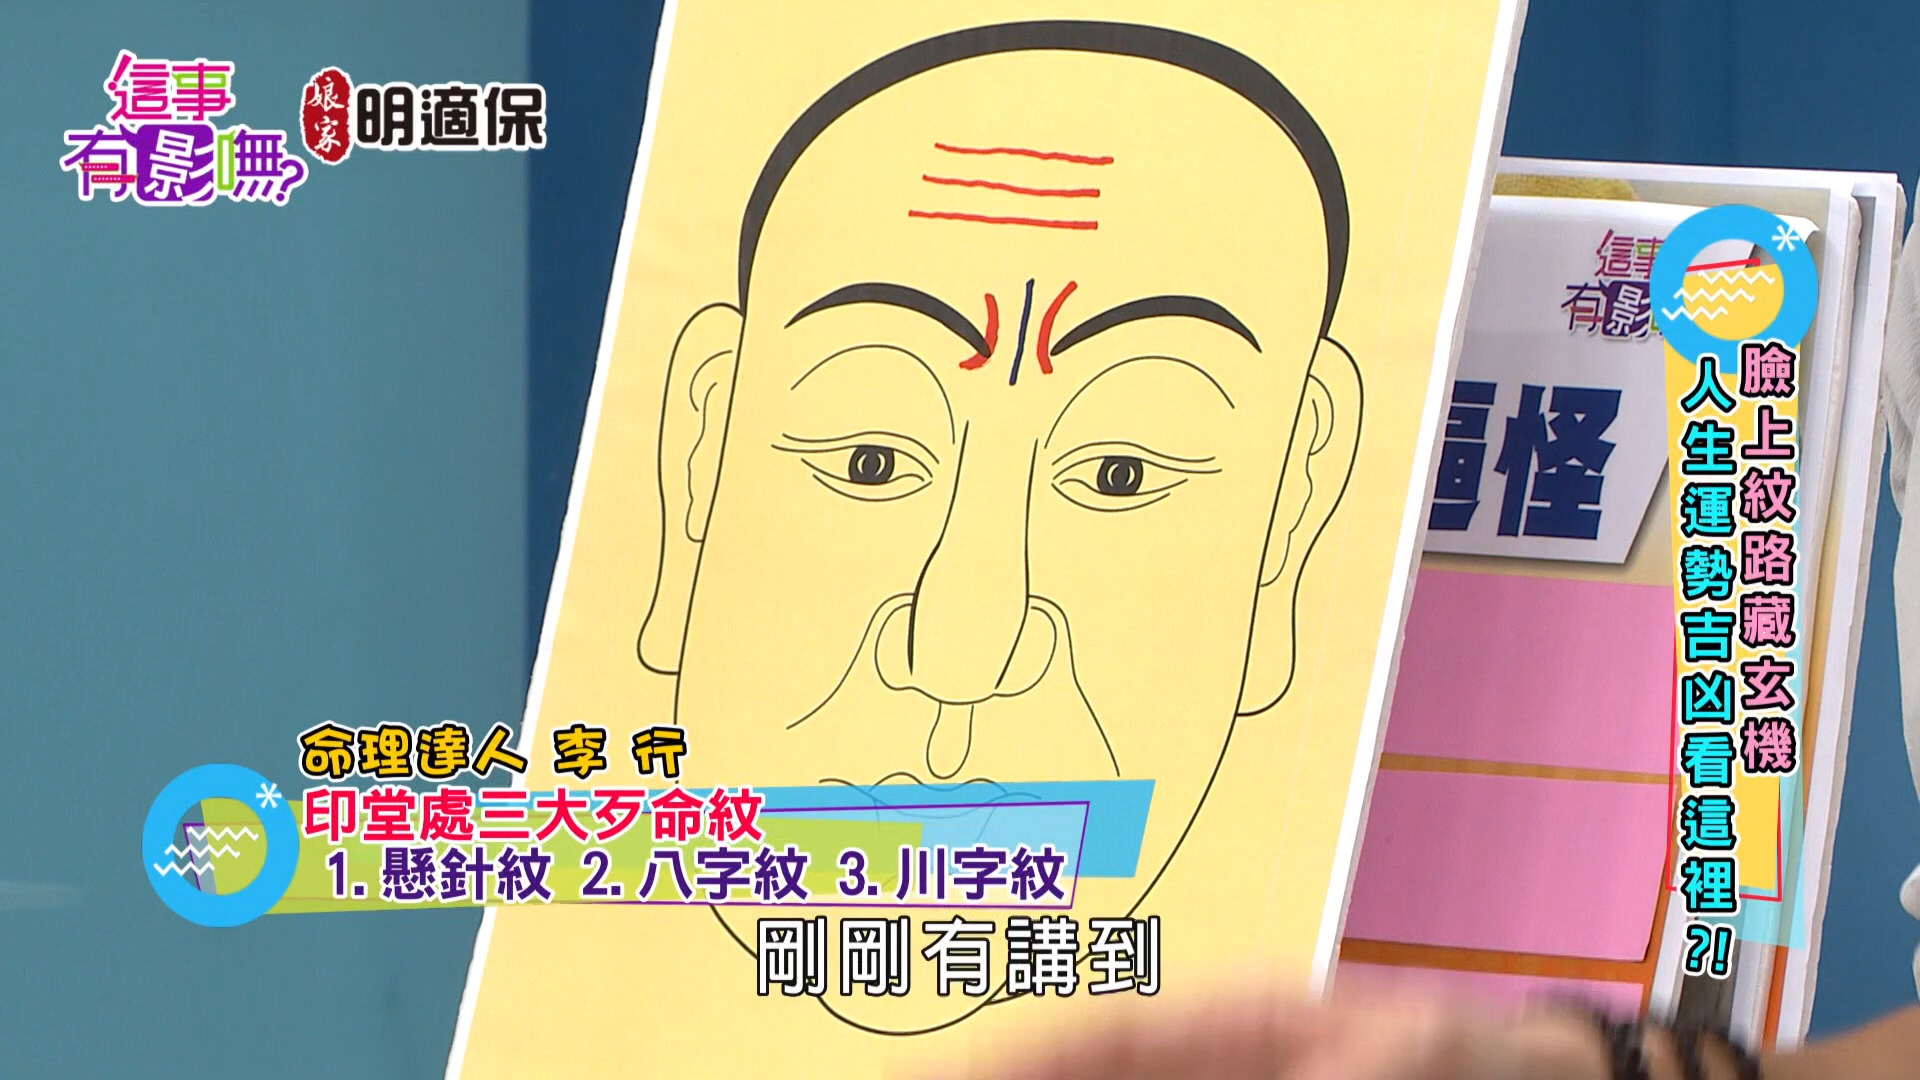 這事
有影嘸?
娘家 明適保
這事
有影
怪
臉上紋路藏玄機
人生運勢吉凶看這裡?!
命理達人 李 行
印堂處三大歹命紋
1.懸針紋 2.八字紋 3.川字紋
剛剛有講到